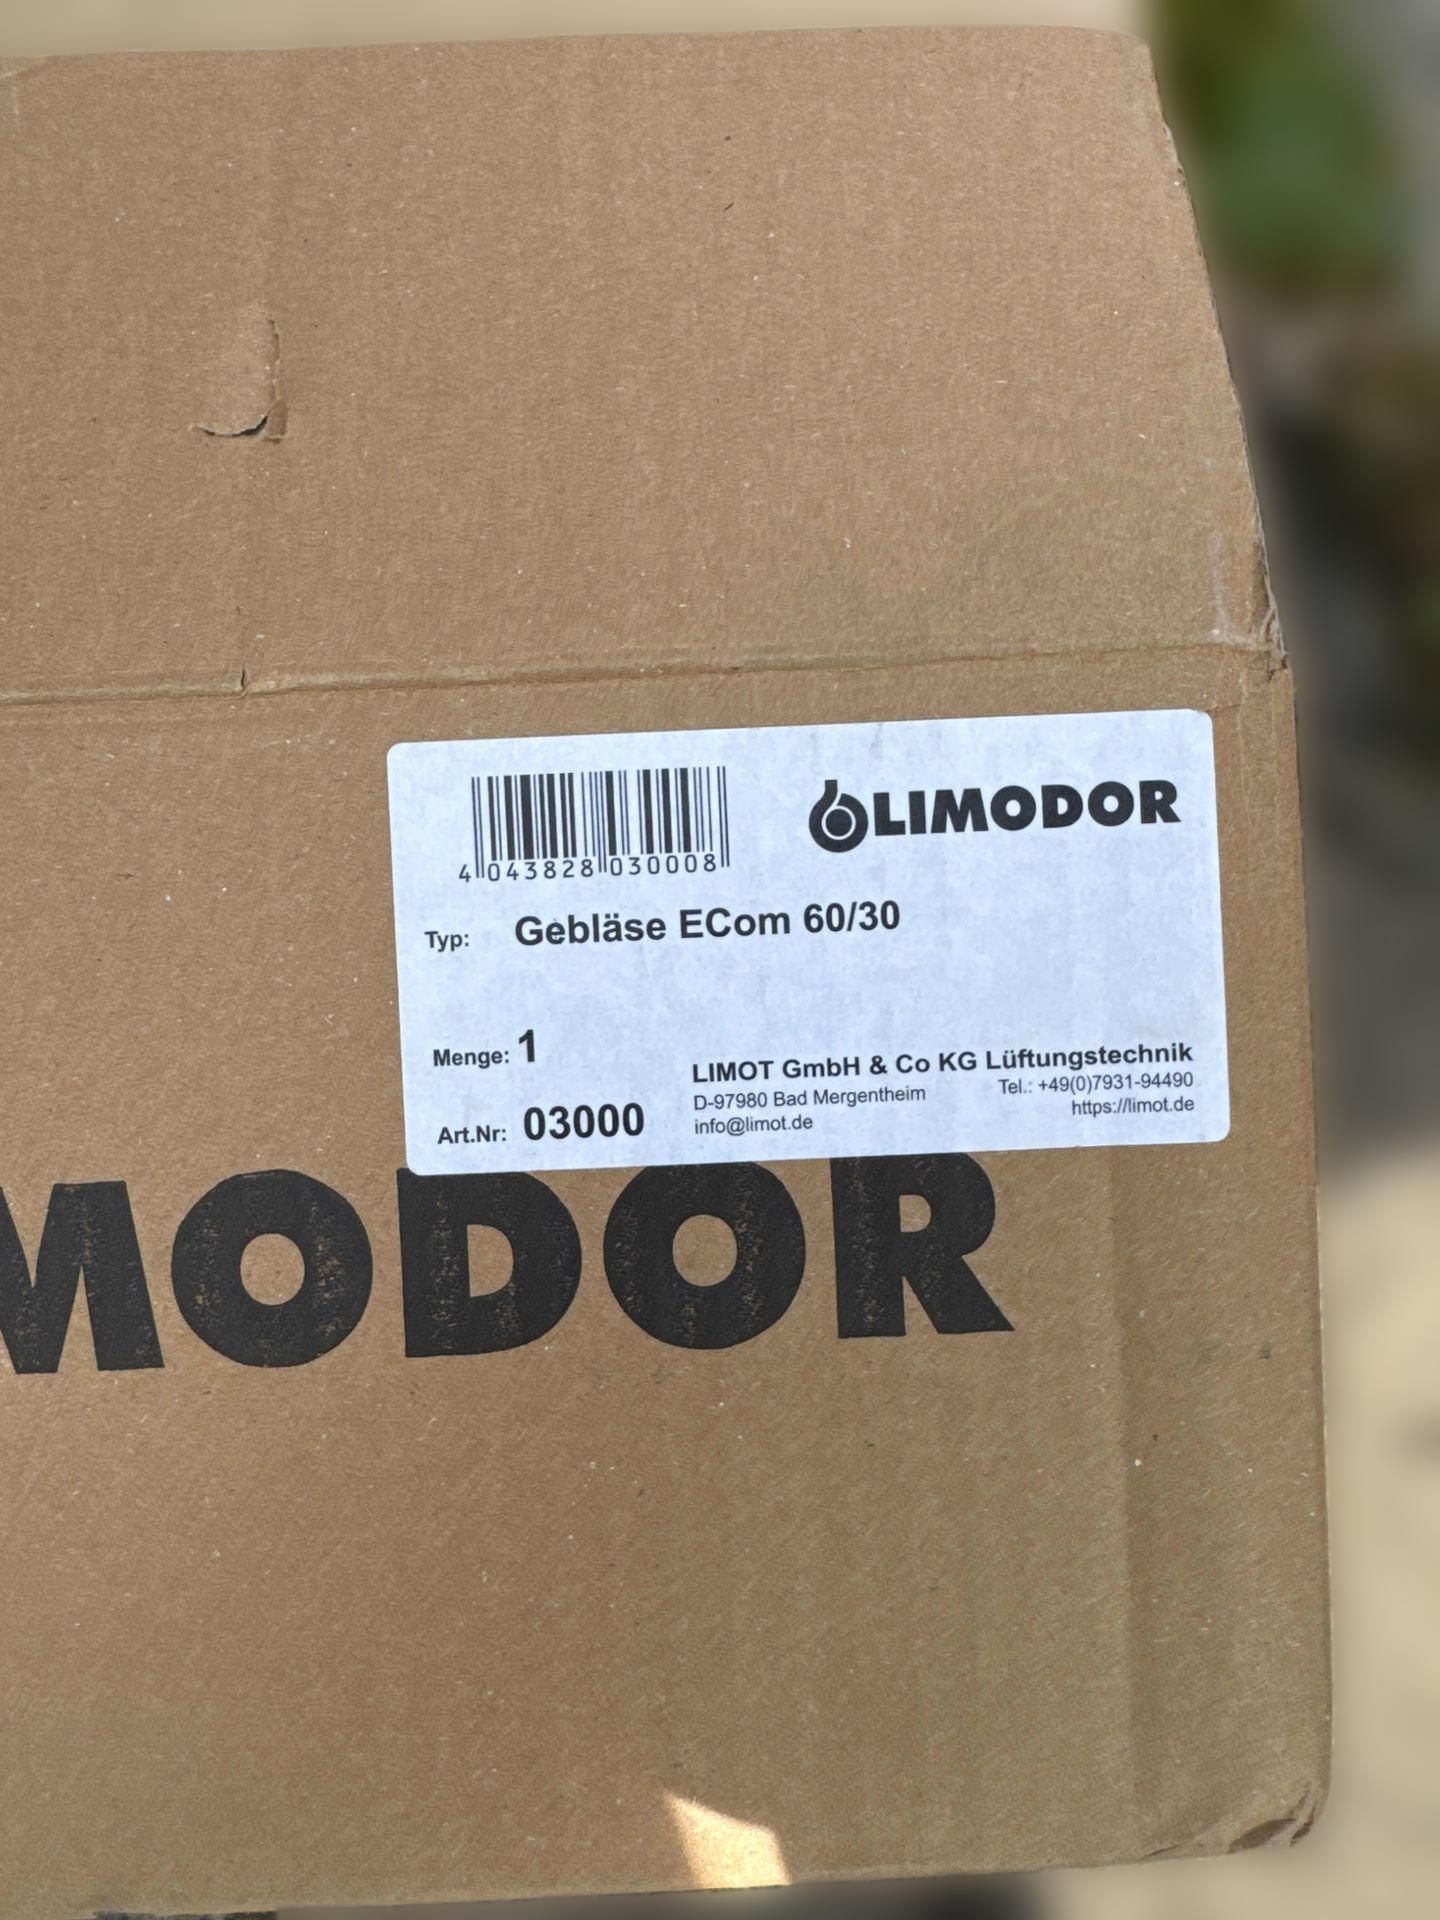 4 043828 030008
LIMODOR
Typ: Gebläse ECom 60/30
Menge: 1
Art.Nr: 03000
LIMOT GmbH & Co KG Lüftungstechnik
D-97980 Bad Mergentheim Tel.: +49(0)7931-94490
info@limot.de https://limot.de
MODOR